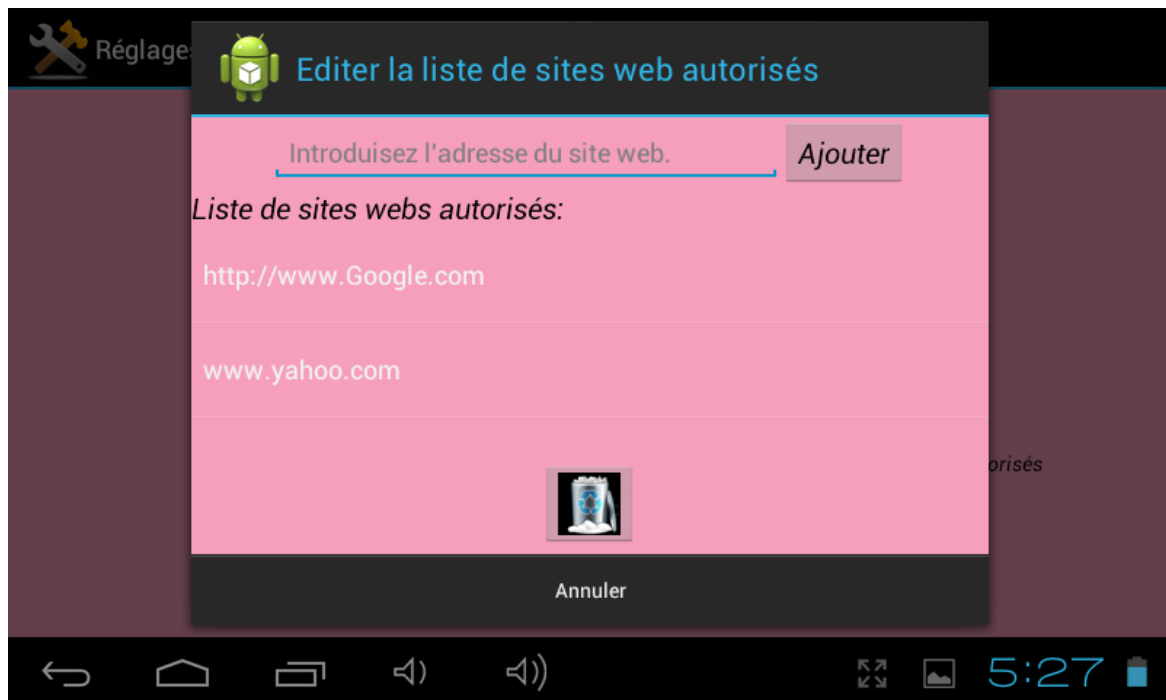 Réglage
Editer la liste de sites web autorisés
Introduisez l'adresse du site web.
Ajouter
Liste de sites webs autorisés:
http://www.Google.com
www.yahoo.com
orisés
Annuler
5:27